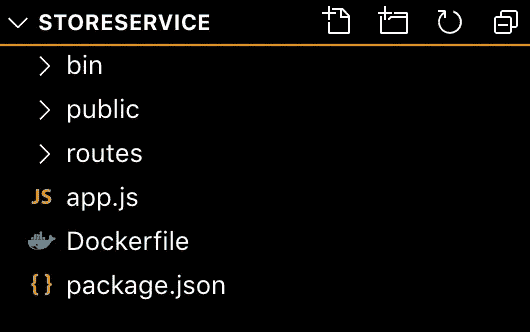 STORESERVICE
bin
public
routes
JS app.js
Dockerfile
{} package.json